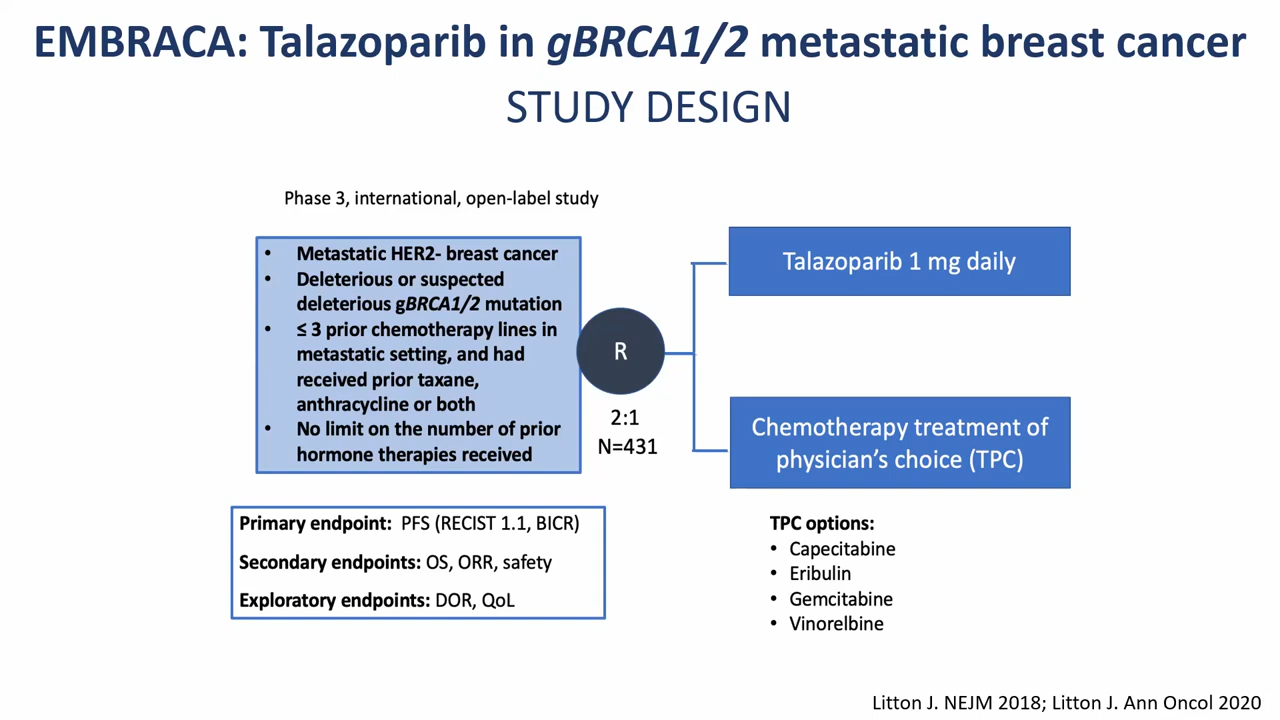 EMBRACA: Talazoparib in gBRCA1/2 metastatic breast cancer
STUDY DESIGN
Phase 3, international, open-label study
• Metastatic HER2- breast cancer
• Deleterious or suspected
deleterious gBRCA1/2 mutation
• ≤ 3 prior chemotherapy lines in
metastatic setting, and had
received prior taxane,
anthracycline or both
• No limit on the number of prior
hormone therapies received
R
2:1
N=431
Talazoparib 1 mg daily
Chemotherapy treatment of
physician’s choice (TPC)
Primary endpoint: PFS (RECIST 1.1, BICR)
Secondary endpoints: OS, ORR, safety
Exploratory endpoints: DOR, QoL
TPC options:
• Capecitabine
• Eribulin
• Gemcitabine
• Vinorelbine
Litton J. NEJM 2018; Litton J. Ann Oncol 2020